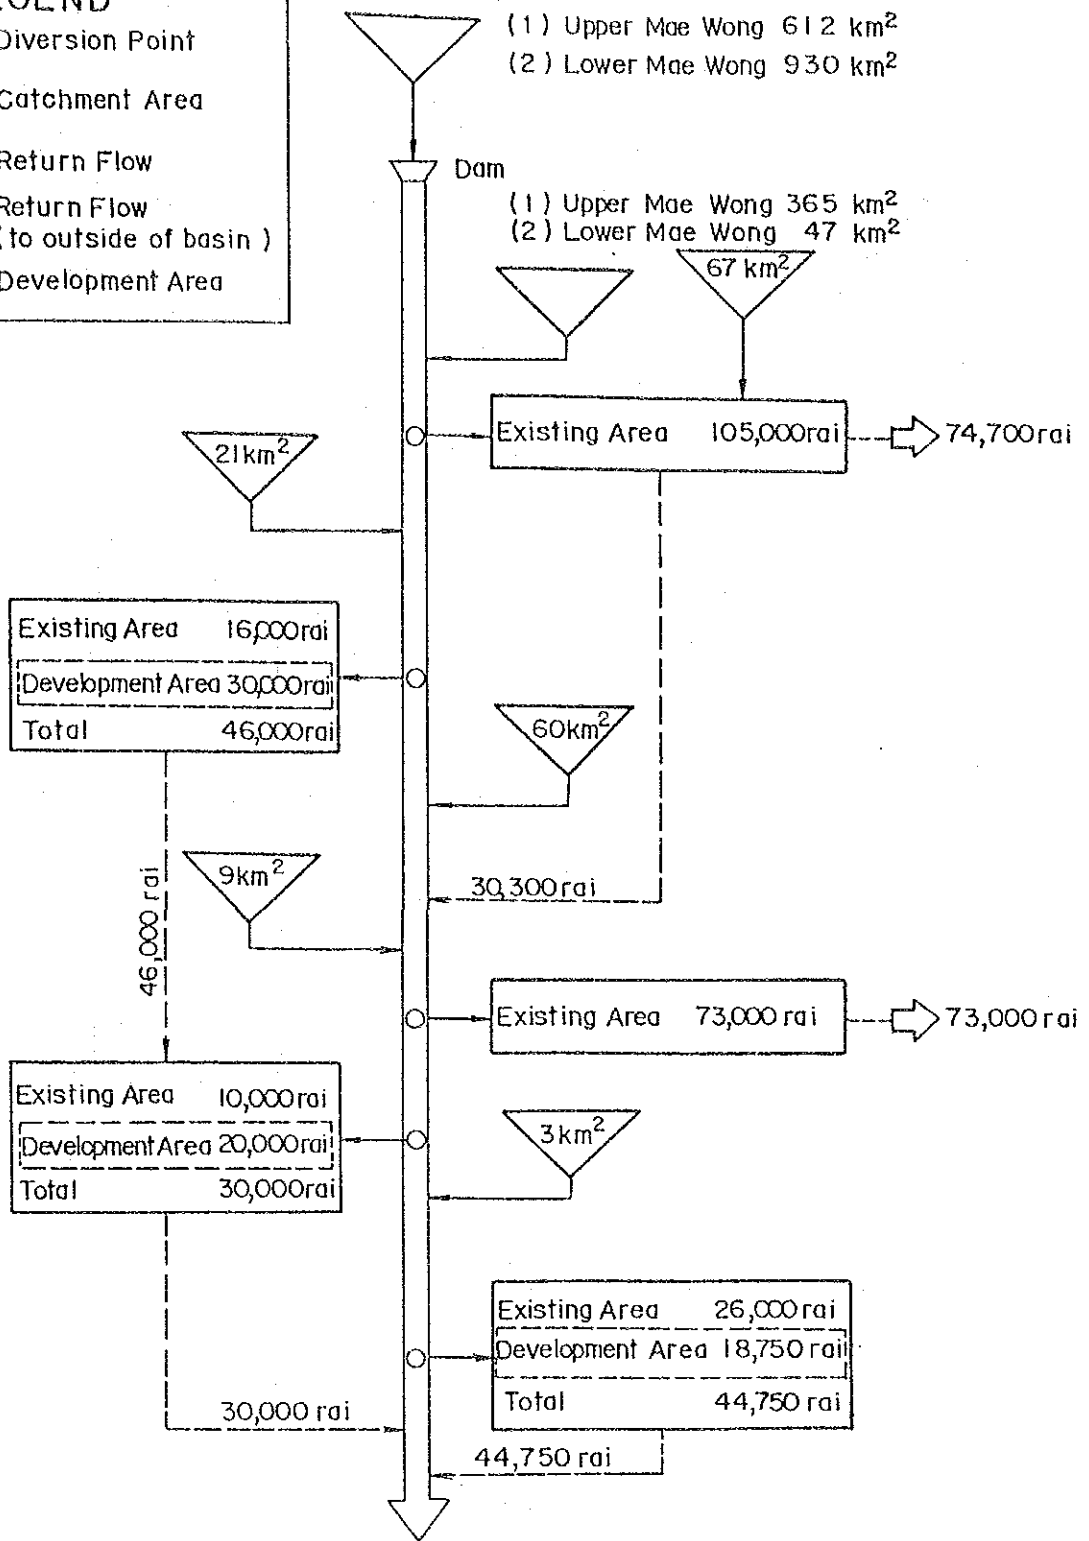 Diversion Point
Catchment Area
Return Flow
Return Flow
(to outside of basin)
Development Area
(1) Upper Mae Wong 612 km²
(2) Lower Mae Wong 930 km²
Dam
(1) Upper Mae Wong 365 km²
(2) Lower Mae Wong 47 km²
67 km²
Existing Area 105,000rai
74,700rai
21km²
Existing Area 16,000rai
Development Area 30,000rai
Total 46,000rai
60km²
9km²
30,300rai
46,000 rai
Existing Area 73,000 rai
73,000 rai
Existing Area 10,000rai
Development Area 20,000rai
Total 30,000rai
3km²
Existing Area 26,000rai
Development Area 18,750 rai
Total 44,750 rai
30,000 rai
44,750 rai